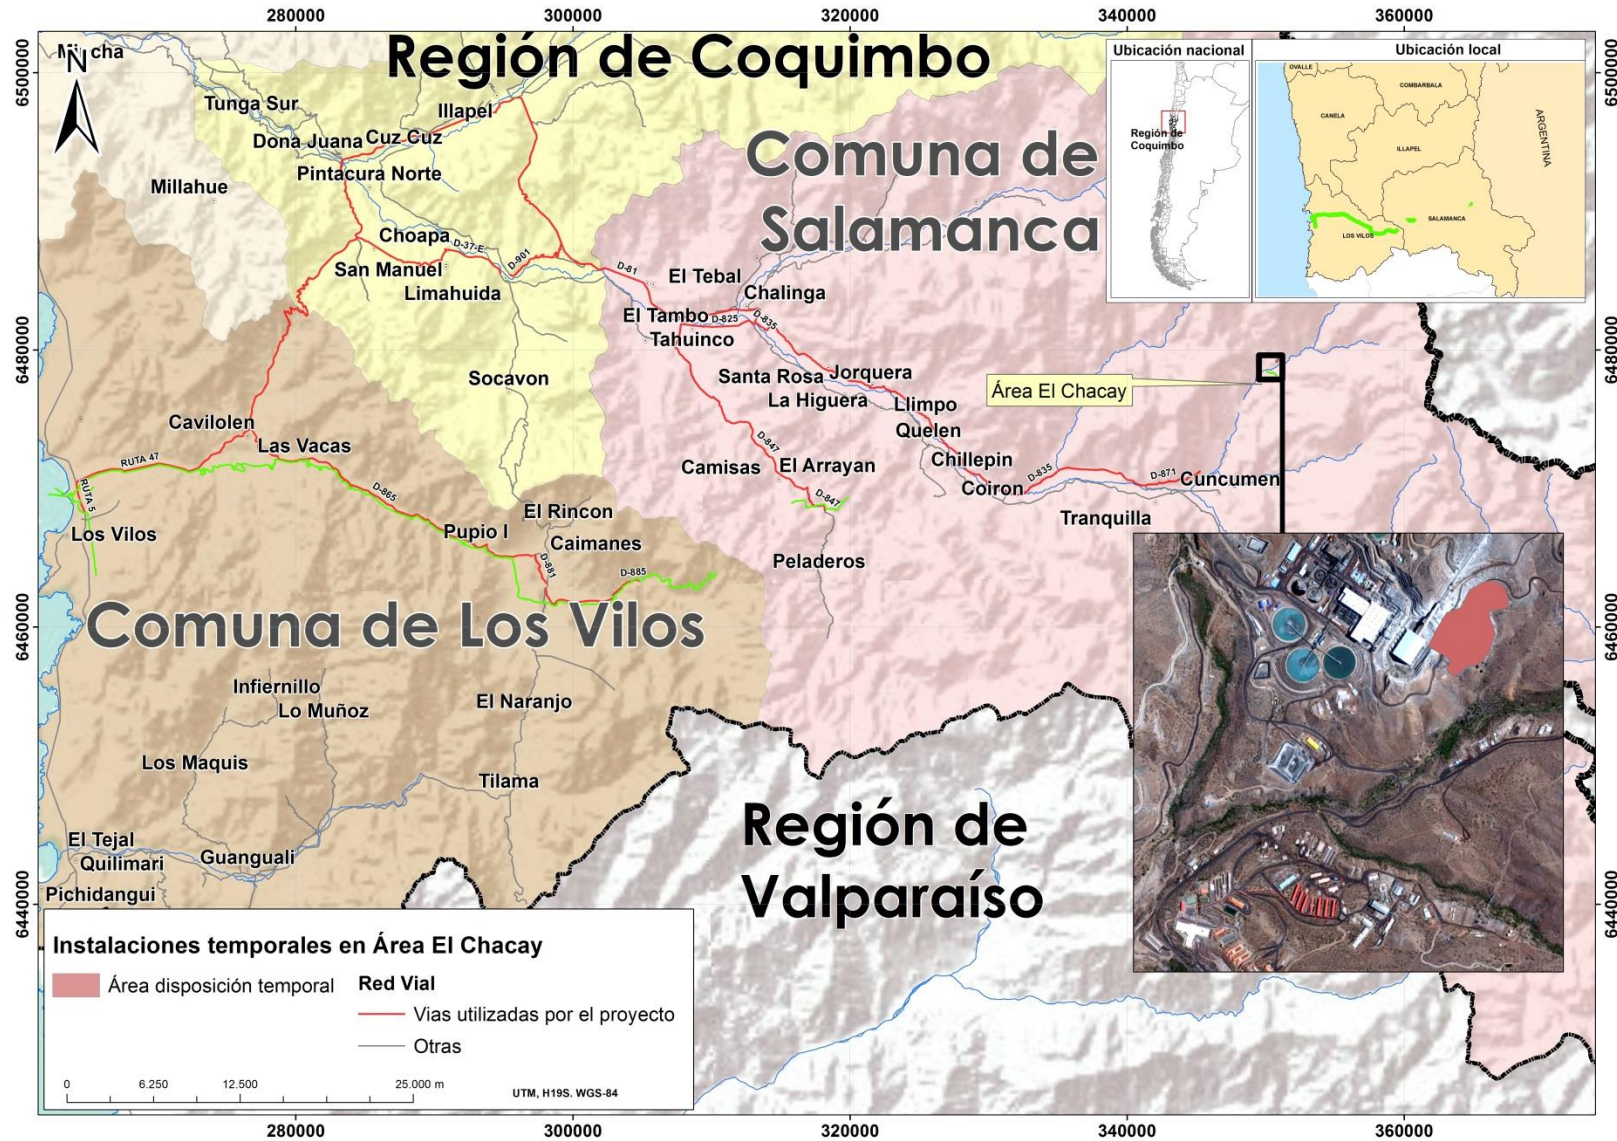 280000
300000
320000
340000
360000
6500000
6500000
6480000
6480000
6460000
6460000
6440000
6440000
N
Región de Coquimbo
Ubicación nacional
Ubicación local
Región de
Coquimbo
OVALLE
COMBARBALA
CANELA
ILLAPEL
ARGENTINA
SALAMANCA
LOS VILOS
Tunga Sur
Illapel
Dona Juana
Cuz Cuz
Pintacura Norte
Millahue
Comuna de
Salamanca
Choapa
D-37-E
D-901
San Manuel
Limahuida
D-81
El Tebal
Chalinga
El Tambo
D-825
D-835
Tahuinco
Socavon
Santa Rosa
Jorquera
La Higuera
Llimpo
Quelen
Área El Chacay
Cavilolen
Las Vacas
RUTA 47
RUTA 5
D-865
D-847
Camisas
El Arrayan
D-847
Chillepin
Coiron
D-835
D-871
Cuncumen
Tranquilla
Los Vilos
Pupio I
El Rincon
Caimanes
D-881
D-885
Peladeros
Comuna de Los Vilos
Infiernillo
Lo Muñoz
El Naranjo
Los Maquis
Tilama
Región de
Valparaíso
El Tejal
Quilimari
Guanguali
Pichidangui
Instalaciones temporales en Área El Chacay
Área disposición temporal
Red Vial
Vias utilizadas por el proyecto
Otras
0
6.250
12.500
25.000 m
UTM, H19S. WGS-84
280000
300000
320000
340000
360000